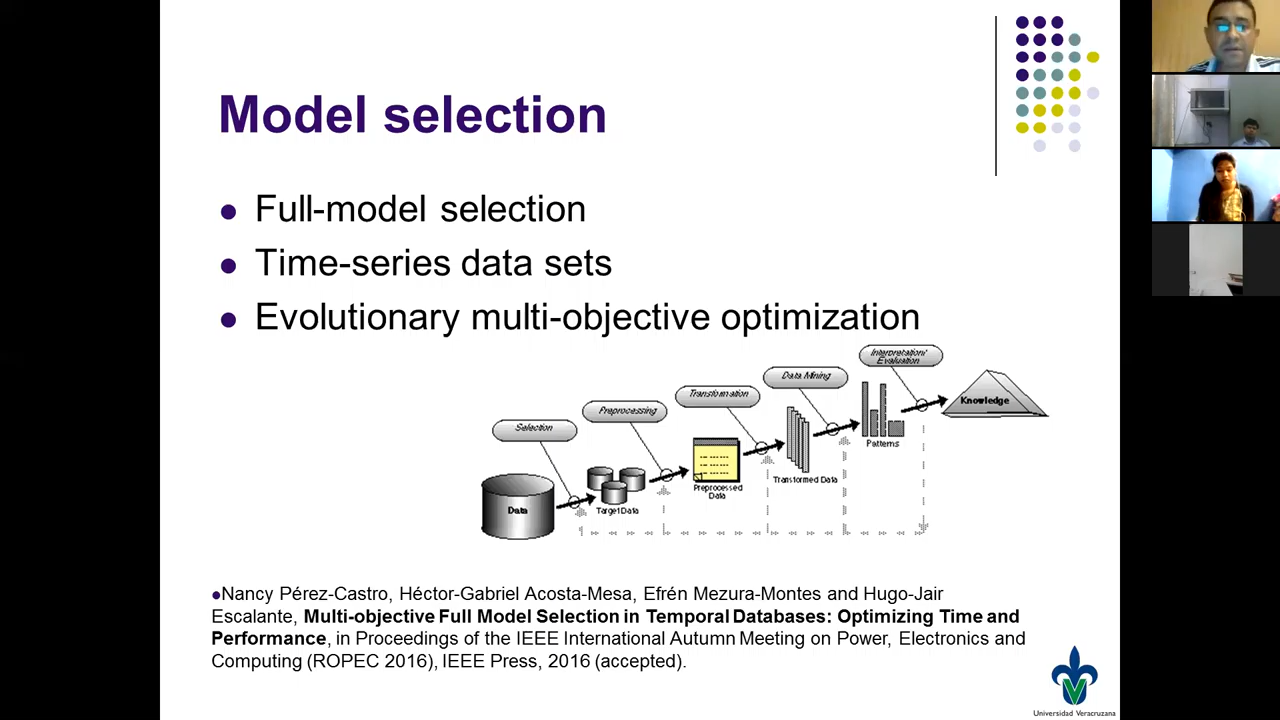 Model selection
Full-model selection
Time-series data sets
Evolutionary multi-objective optimization
Interpretation/
Evaluation
Data Mining
Transformation
Preprocessing
Selection
Knowledge
Patterns
Transformed Data
Preprocessed
Data
Target Data
Data
Nancy Pérez-Castro, Héctor-Gabriel Acosta-Mesa, Efrén Mezura-Montes and Hugo-Jair
Escalante, Multi-objective Full Model Selection in Temporal Databases: Optimizing Time and
Performance, in Proceedings of the IEEE International Autumn Meeting on Power, Electronics and
Computing (ROPEC 2016), IEEE Press, 2016 (accepted).
Universidad Veracruzana